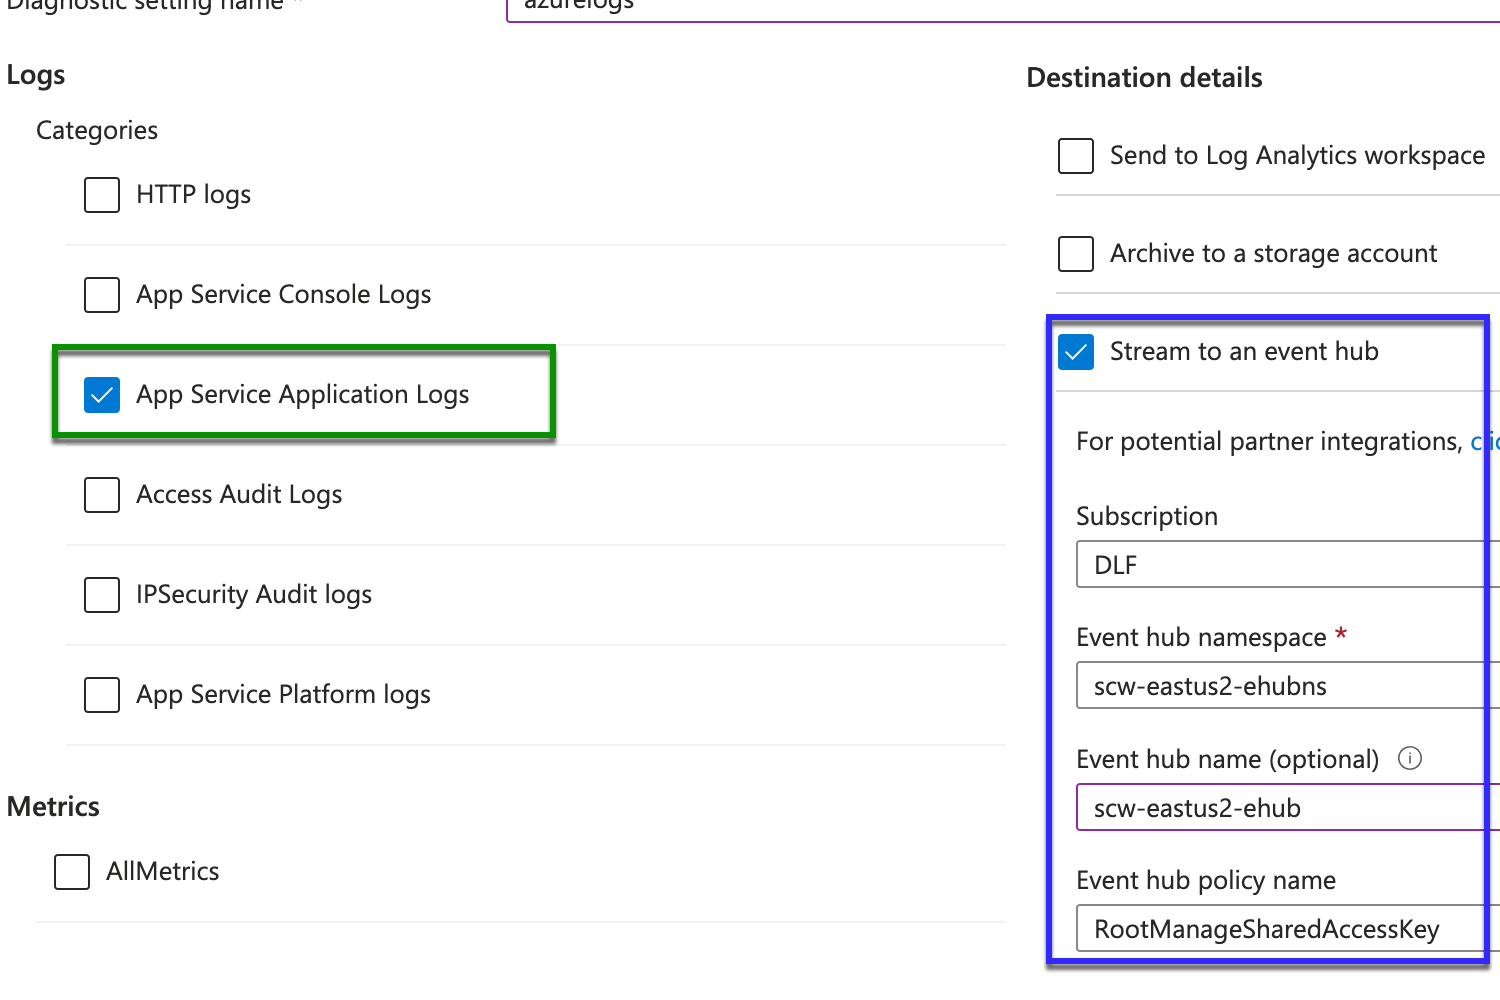 Diagnostic setting name *
azurelogs
Logs
Categories
HTTP logs
App Service Console Logs
App Service Application Logs
Access Audit Logs
IPSecurity Audit logs
App Service Platform logs
Metrics
AllMetrics
Destination details
Send to Log Analytics workspace
Archive to a storage account
Stream to an event hub
For potential partner integrations,
Subscription
DLF
Event hub namespace *
scw-eastus2-ehubns
Event hub name (optional)
scw-eastus2-ehub
Event hub policy name
RootManageSharedAccessKey